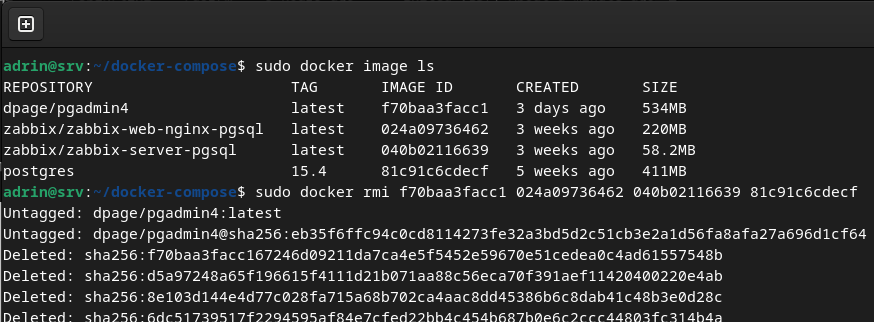 adrin@srv:~/docker-compose$ sudo docker image ls
REPOSITORY                      TAG       IMAGE ID       CREATED       SIZE
dpage/pgadmin4                  latest    f70baa3facc1   3 days ago    534MB
zabbix/zabbix-web-nginx-pgsql   latest    024a09736462   3 weeks ago   220MB
zabbix/zabbix-server-pgsql      latest    040b02116639   3 weeks ago   58.2MB
postgres                        15.4      81c91c6cdecf   5 weeks ago   411MB
adrin@srv:~/docker-compose$ sudo docker rmi f70baa3facc1 024a09736462 040b02116639 81c91c6cdecf
Untagged: dpage/pgadmin4:latest
Untagged: dpage/pgadmin4@sha256:eb35f6ffc94c0cd8114273fe32a3bd5d2c51cb3e2a1d56fa8afa27a696d1cf64
Deleted: sha256:f70baa3facc167246d09211da7ca4e5f5452e59670e51cedea0c4ad61557548b
Deleted: sha256:d5a97248a65f196615f4111d21b071aa88c56eca70f391aef11420400220e4ab
Deleted: sha256:8e103d144e4d77c028fa715a68b702ca4aac8dd45386b6c8dab41c48b3e0d28c
Deleted: sha256:6dc51739517f2294595af84e7cfed22bb4c454b687b0e6c2ccc44803fc314b4a